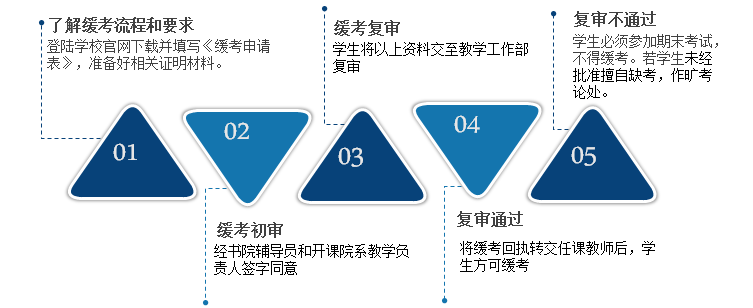 了解缓考流程和要求
登陆学校官网下载并填写《缓考申请
表》，准备好相关证明材料。
缓考复审
学生将以上资料交至教学工作部
复审
复审不通过
学生必须参加期末考试，
不得缓考。若学生未经
批准擅自缺考，作旷考
论处。
01
02
03
04
05
缓考初审
经书院辅导员和开课院系教学负
责人签字同意
复审通过
将缓考回执转交任课教师后，学
生方可缓考